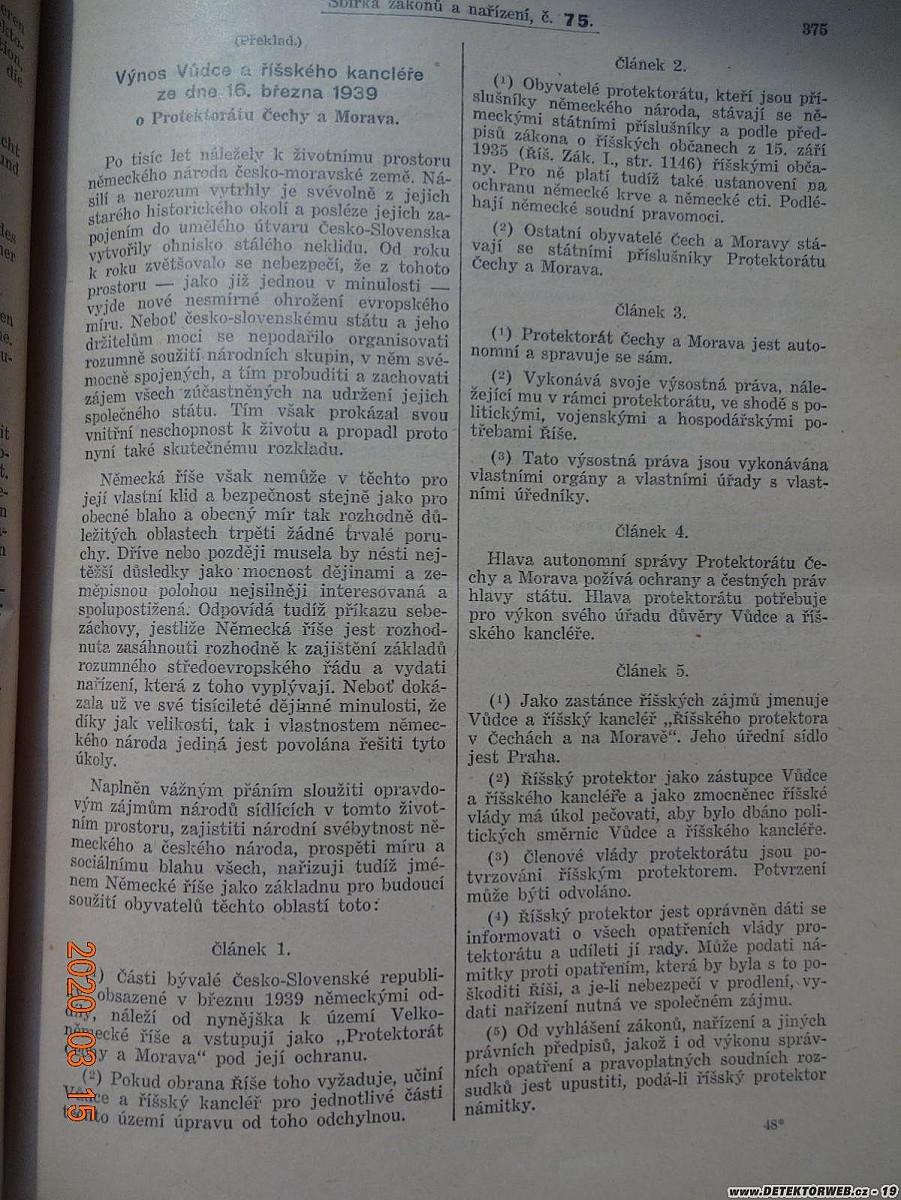 Sbírka zákonů a nařízení, č. 75.
375
(Překlad.)
Výnos Vůdce a říšského kancléře
ze dne 16. března 1939
o Protektorátu Čechy a Morava.
Po tisíc let náležely k životnímu prostoru
německého národa česko-moravské země. Ná-
silí a nerozum vytrhly je svévolně z jejich
starého historického okolí a posléze jejich za-
pojením do umělého útvaru Česko-Slovenska
vytvořily ohnisko stálého neklidu. Od roku
k roku zvětšovalo se nebezpečí, že z tohoto
prostoru — jako již jednou v minulosti —
vyjde nové nesmírné ohrožení evropského
míru. Neboť česko-slovenskému státu a jeho
držitelům moci se nepodařilo organisovati
rozumně soužití národních skupin, v něm své-
mocně spojených, a tím probuditi a zachovati
zájem všech zúčastněných na udržení jejich
společného státu. Tím však prokázal svou
vnitřní neschopnost k životu a propadl proto
nyní také skutečnému rozkladu.
Německá říše však nemůže v těchto pro
její vlastní klid a bezpečnost stejně jako pro
obecné blaho a obecný mír tak rozhodně dů-
ležitých oblastech trpěti žádné trvalé poru-
chy. Dříve nebo později musela by nésti nej-
těžší důsledky jako mocnost dějinami a ze-
měpisnou polohou nejsilněji interesovaná a
spolupostižená. Odpovídá tudíž příkazu sebe-
záchovy, jestliže Německá říše jest rozhod-
nuta zasáhnouti rozhodně k zajištění základů
rozumného středoevropského řádu a vydati
nařízení, která z toho vyplývají. Neboť doká-
zala už ve své tisícileté dějinné minulosti, že
díky jak velikosti, tak i vlastnostem němec-
kého národa jediná jest povolána řešiti tyto
úkoly.
Naplněn vážným přáním sloužiti opravdo-
vým zájmům národů sídlících v tomto život-
ním prostoru, zajistiti národní svébytnost ně-
meckého a českého národa, prospěti míru a
sociálnímu blahu všech, nařizuji tudíž jmé-
nem Německé říše jako základnu pro budoucí
soužití obyvatelů těchto oblastí toto:
Článek 1.
) Části bývalé Česko-Slovenské republi-
obsazené v březnu 1939 německými od-
náleží od nynějška k území Velko-
německé říše a vstupují jako „Protektorát
Čechy a Morava“ pod její ochranu.
(2) Pokud obrana Říše toho vyžaduje, učiní
Vůdce a říšský kancléř pro jednotlivé části
tohoto území úpravu od toho odchylnou.
Článek 2.
(1) Obyvatelé protektorátu, kteří jsou pří-
slušníky německého národa, stávají se ně-
meckými státními příslušníky a podle před-
pisů zákona o říšských občanech z 15. září
1935 (Říš. Zák. I., str. 1146) říšskými obča-
ny. Pro ně platí tudíž také ustanovení na
ochranu německé krve a německé cti. Podlé-
hají německé soudní pravomoci.
(2) Ostatní obyvatelé Čech a Moravy stá-
vají se státními příslušníky Protektorátu
Čechy a Morava.
Článek 3.
(1) Protektorát Čechy a Morava jest auto-
nomní a spravuje se sám.
(2) Vykonává svoje výsostná práva, nále-
žející mu v rámci protektorátu, ve shodě s po-
litickými, vojenskými a hospodářskými po-
třebami Říše.
(3) Tato výsostná práva jsou vykonávána
vlastními orgány a vlastními úřady s vlast-
ními úředníky.
Článek 4.
Hlava autonomní správy Protektorátu Če-
chy a Morava požívá ochrany a čestných práv
hlavy státu. Hlava protektorátu potřebuje
pro výkon svého úřadu důvěry Vůdce a říš-
ského kancléře.
Článek 5.
(1) Jako zastánce říšských zájmů jmenuje
Vůdce a říšský kancléř „Říšského protektora
v Čechách a na Moravě“. Jeho úřední sídlo
jest Praha.
(2) Říšský protektor jako zástupce Vůdce
a říšského kancléře a jako zmocněnec říšské
vlády má úkol pečovati, aby bylo dbáno poli-
tických směrnic Vůdce a říšského kancléře.
(3) Členové vlády protektorátu jsou po-
tvrzováni říšským protektorem. Potvrzení
může býti odvoláno.
(4) Říšský protektor jest oprávněn dáti se
informovati o všech opatřeních vlády pro-
tektorátu a udíleti jí rady. Může podati ná-
mitky proti opatřením, která by byla s to po-
škoditi Říši, a je-li nebezpečí v prodlení, vy-
dati nařízení nutná ve společném zájmu.
(5) Od vyhlášení zákonů, nařízení a jiných
právních předpisů, jakož i od výkonu správ-
ních opatření a pravoplatných soudních roz-
sudků jest upustiti, podá-li říšský protektor
námitky.
48*
2020 03 15
www.DETEKTORWEB.cz - 19